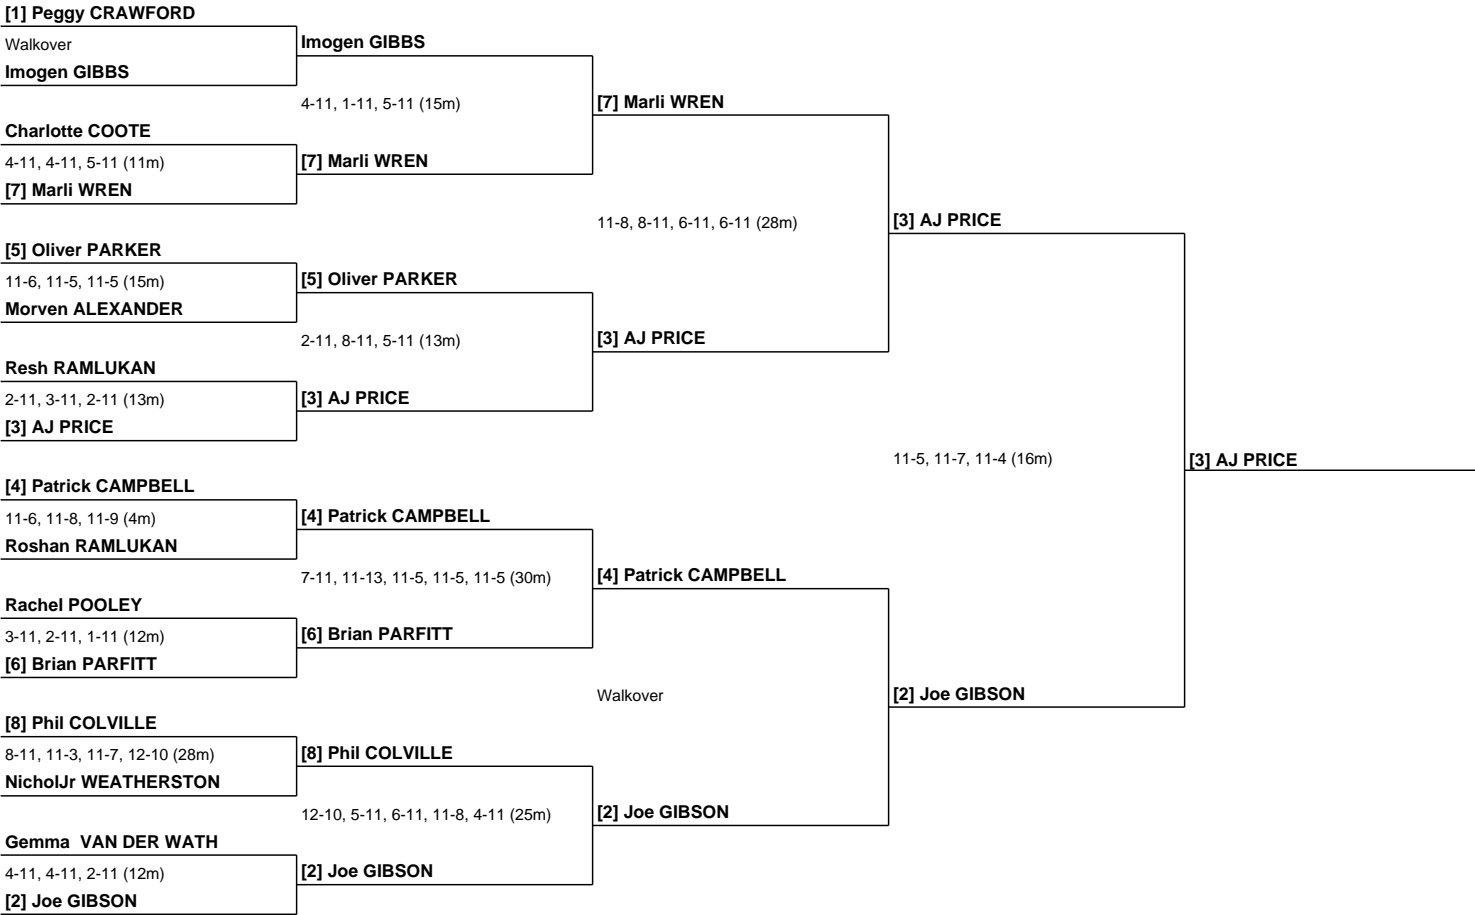 [1] Peggy CRAWFORD
Walkover
Imogen GIBBS
Charlotte COOTE
4-11, 4-11, 5-11 (11m)
[7] Marli WREN
[5] Oliver PARKER
11-6, 11-5, 11-5 (15m)
Morven ALEXANDER
Resh RAMLUKAN
2-11, 3-11, 2-11 (13m)
[3] AJ PRICE
[4] Patrick CAMPBELL
11-6, 11-8, 11-9 (4m)
Roshan RAMLUKAN
Rachel POOLEY
3-11, 2-11, 1-11 (12m)
[6] Brian PARFITT
[8] Phil COLVILLE
8-11, 11-3, 11-7, 12-10 (28m)
NicholJr WEATHERSTON
Gemma  VAN DER WATH
4-11, 4-11, 2-11 (12m)
[2] Joe GIBSON
Imogen GIBBS
4-11, 1-11, 5-11 (15m)
[7] Marli WREN
[5] Oliver PARKER
2-11, 8-11, 5-11 (13m)
[3] AJ PRICE
[4] Patrick CAMPBELL
7-11, 11-13, 11-5, 11-5, 11-5 (30m)
[6] Brian PARFITT
[8] Phil COLVILLE
12-10, 5-11, 6-11, 11-8, 4-11 (25m)
[2] Joe GIBSON
[7] Marli WREN
11-8, 8-11, 6-11, 6-11 (28m)
[3] AJ PRICE
[4] Patrick CAMPBELL
Walkover
[2] Joe GIBSON
[3] AJ PRICE
11-5, 11-7, 11-4 (16m)
[2] Joe GIBSON
[3] AJ PRICE